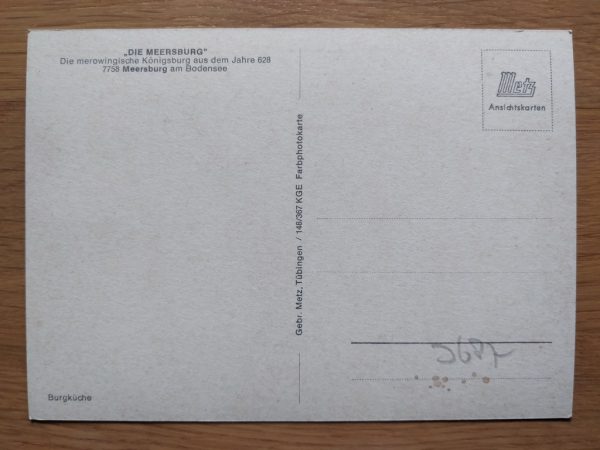 „DIE MEERSBURG"
Die merowingische Königsburg aus dem Jahre 628
7758 Meersburg am Bodensee
Metz
Ansichtskarten
Gebr. Metz, Tübingen / 148/367 KGE Farbphotokarte
Burgküche